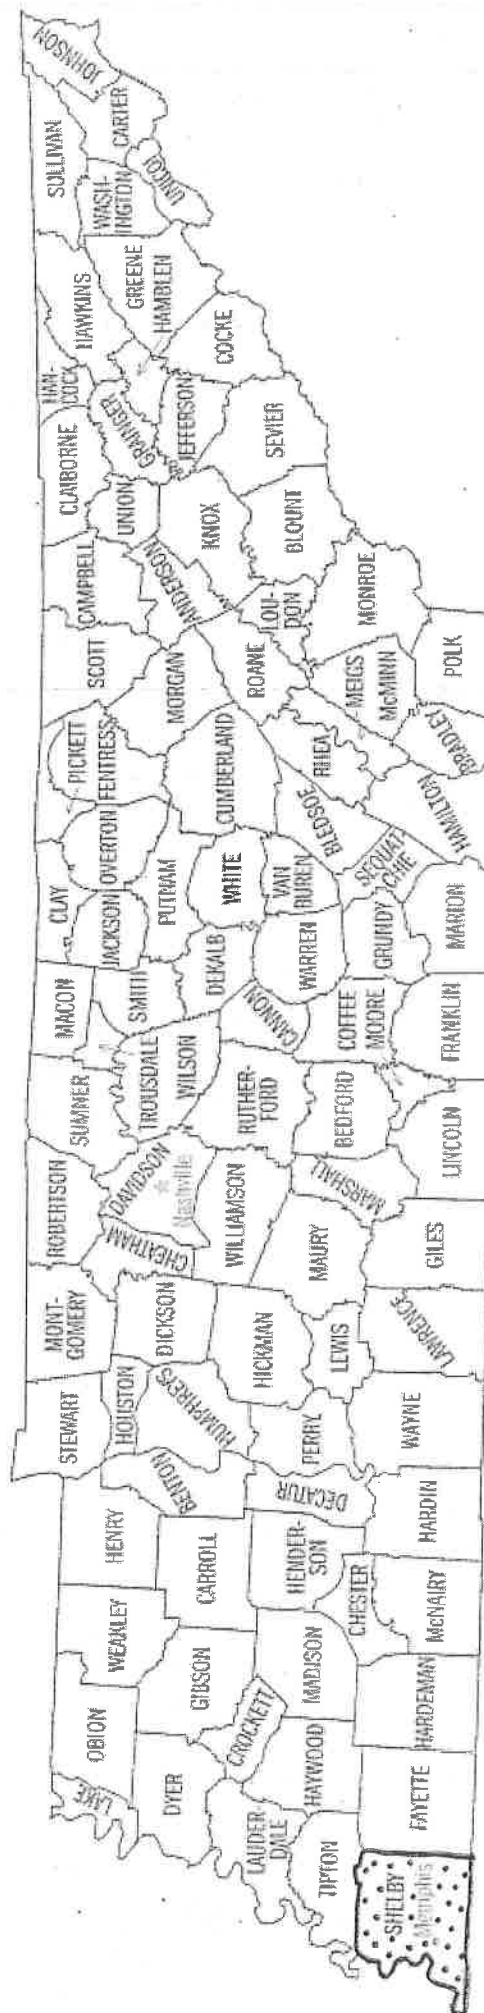 LAKE
OBION
WEAKLEY
HENRY
STEWART
MONT-
GOMERY
ROBERTSON
SUMNER
MACON
CLAY
PICKETT
SCOTT
CAMPBELL
CLAIBORNE
HAN-
COCK
HAWKINS
SULLIVAN
JOHNSON
DYER
GIBSON
CARROLL
BENTON
HOUSTON
HUMPHREYS
DICKSON
CHEATHAM
DAVIDSON
Nashville
TROUSDALE
WILSON
SMITH
JACKSON
OVERTON
FENTRESS
PUTNAM
MORGAN
ANDERSON
UNION
GRAINGER
HAMBLEN
GREENE
WASH-
INGTON
CARTER
UNICOI
LAUDER-
DALE
CROCKETT
HAYWOOD
MADISON
HENDER-
SON
DECATUR
PERRY
HICKMAN
WILLIAMSON
RUTHER-
FORD
CANNON
DEKALB
WHITE
CUMBERLAND
ROANE
LOU-
DON
KNOX
JEFFERSON
COCKE
SEVIER
BLOUNT
TIPTON
CHESTER
LEWIS
MAURY
MARSHALL
BEDFORD
COFFEE
MOORE
WARREN
VAN
BUREN
GRUNDY
SEQUAT-
CHIE
BLEDSOE
RHEA
MEIGS
McMINN
MONROE
SHELBY
Memphis
FAYETTE
HARDEMAN
McNAIRY
HARDIN
WAYNE
LAWRENCE
GILES
LINCOLN
FRANKLIN
MARION
HAMILTON
BRADLEY
POLK